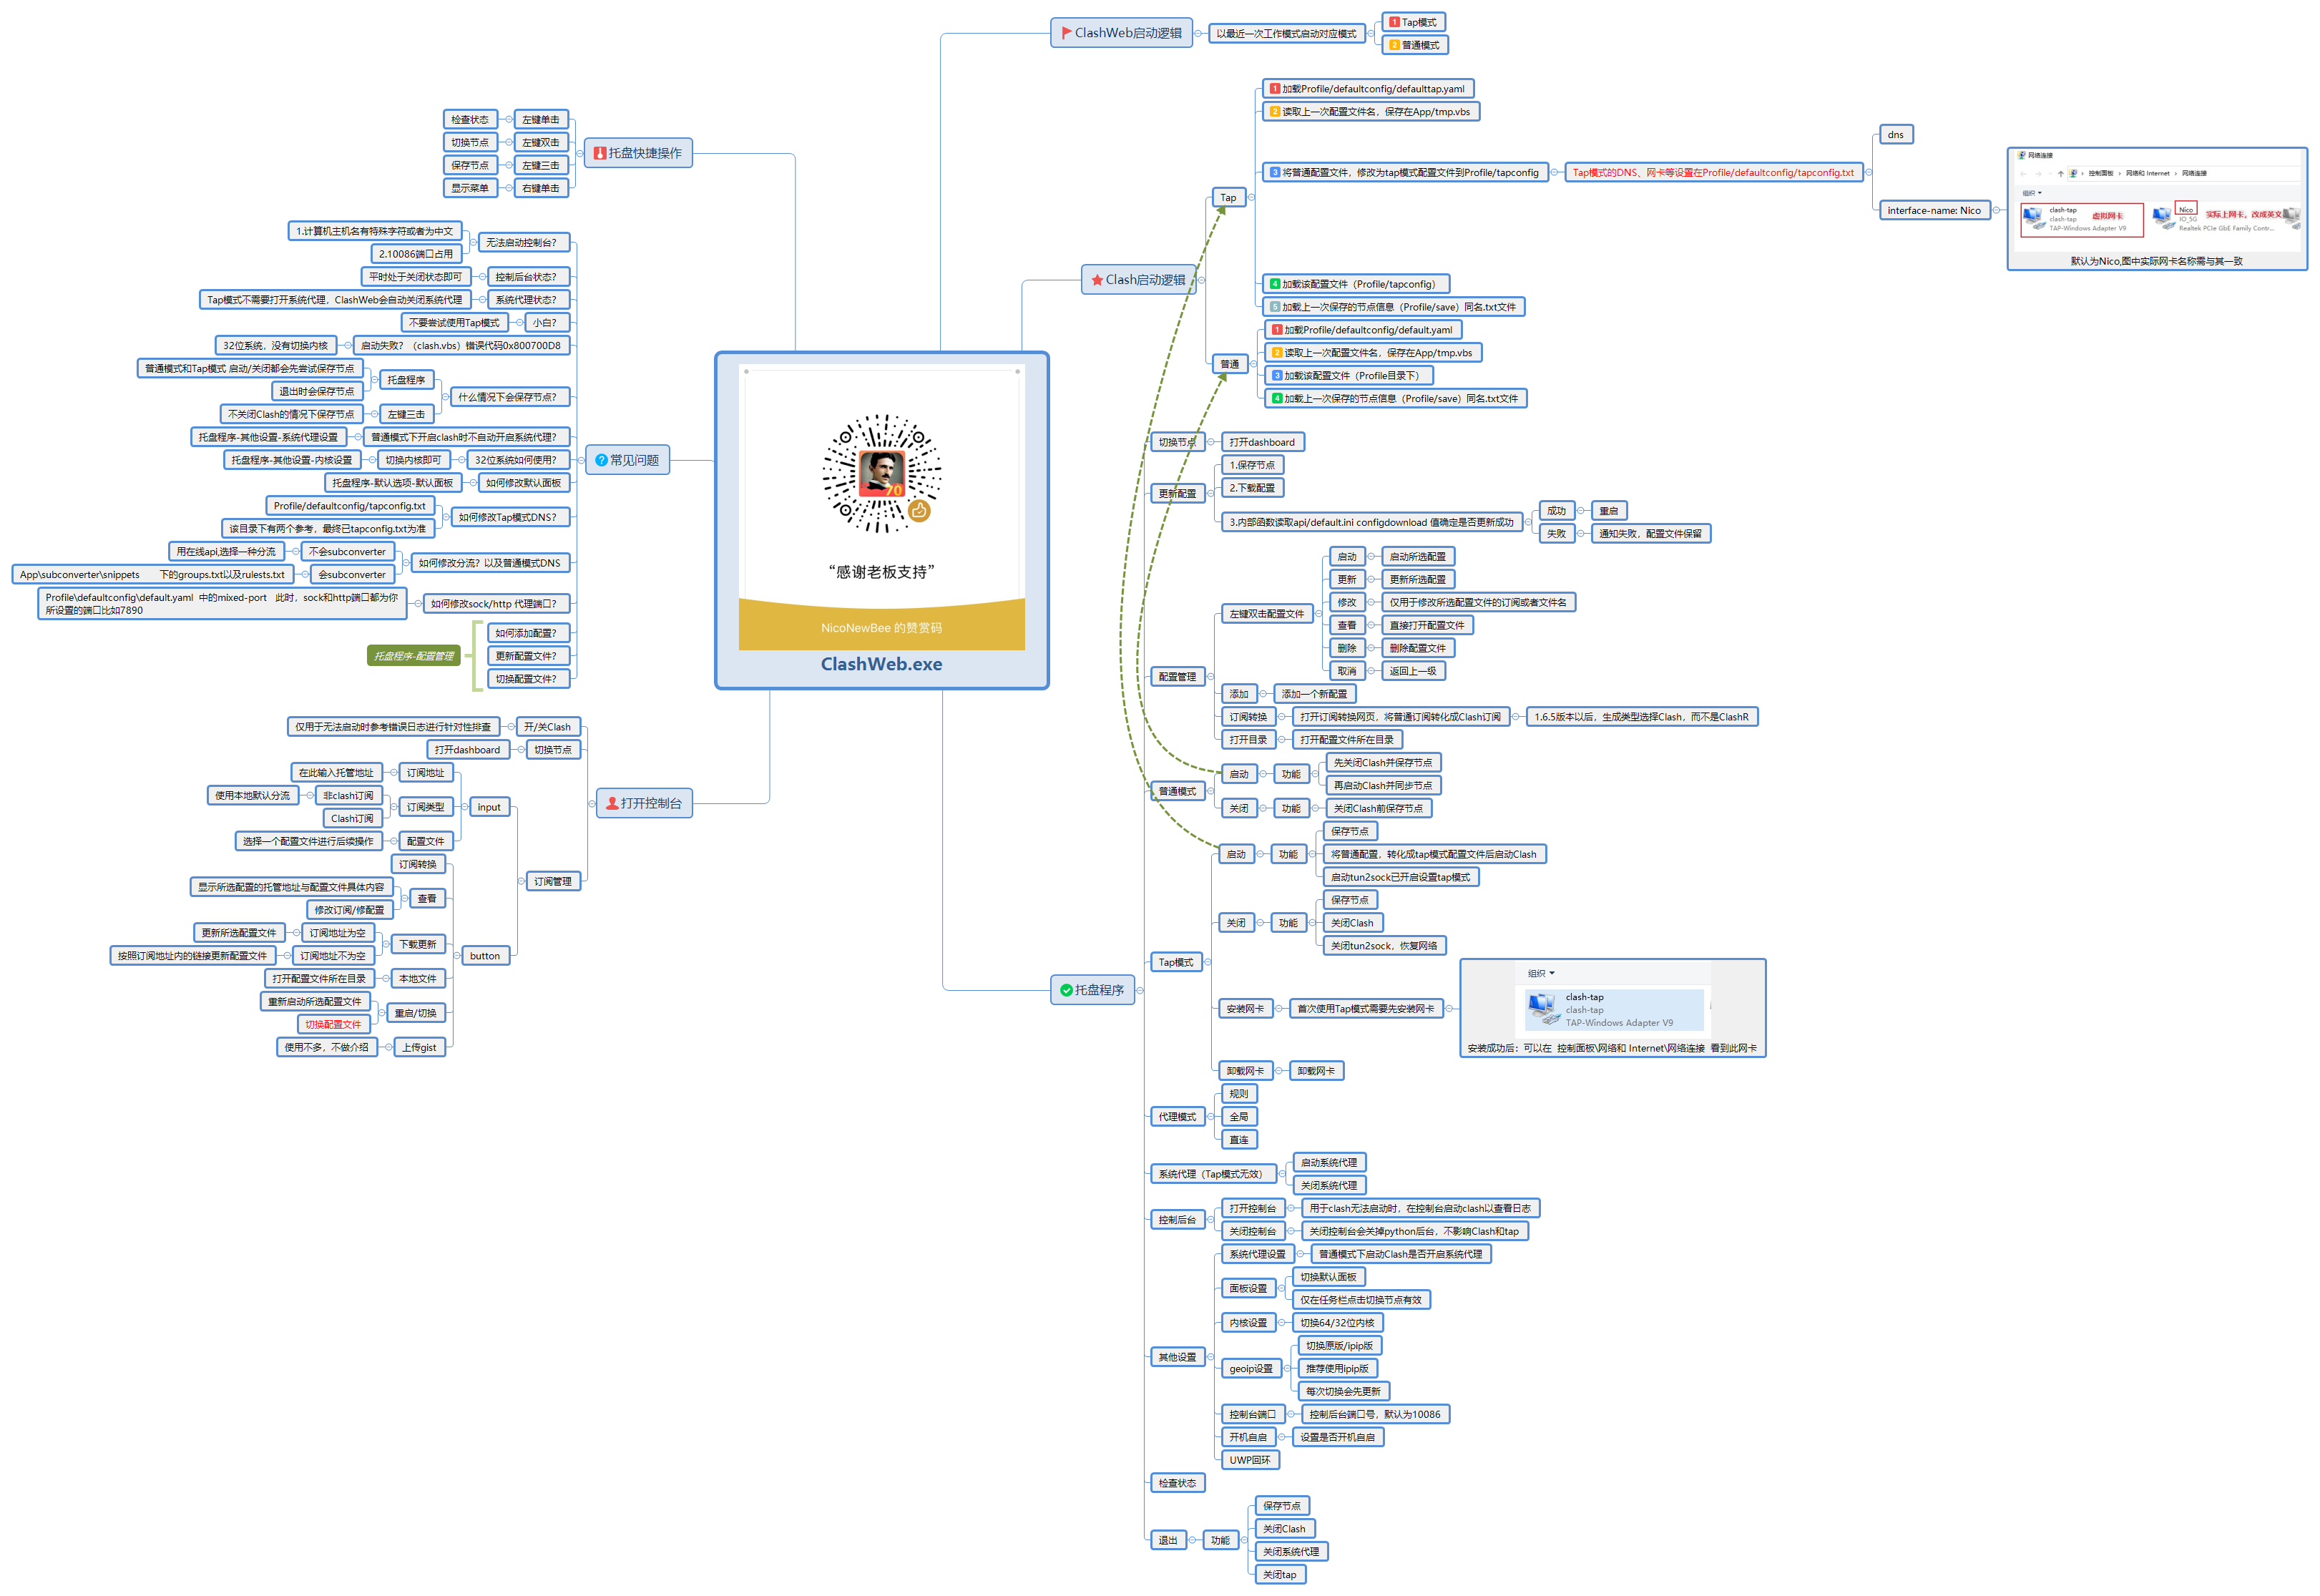 ClashWeb启动逻辑
以最近一次工作模式启动对应模式
1 Tap模式
2 普通模式
托盘快捷操作
左键单击
检查状态
左键双击
切换节点
左键三击
保存节点
右键单击
显示菜单
常见问题
无法启动控制台？
1.计算机主机名有特殊字符或者为中文
2.10086端口占用
控制后台状态？
平时处于关闭状态即可
系统代理状态？
Tap模式不需要打开系统代理，ClashWeb会自动关闭系统代理
小白？
不要尝试使用Tap模式
启动失败？（clash.vbs）错误代码0x800700D8
32位系统，没有切换内核
什么情况下会保存节点？
托盘程序
普通模式和Tap模式 启动/关闭都会先尝试保存节点
退出时会保存节点
左键三击
不关闭Clash的情况下保存节点
普通模式下开启clash时不自动开启系统代理？
托盘程序-其他设置-系统代理设置
32位系统如何使用？
切换内核即可
托盘程序-其他设置-内核设置
如何修改默认面板
托盘程序-默认选项-默认面板
如何修改Tap模式DNS？
Profile/defaultconfig/tapconfig.txt
该目录下有两个参考，最终已tapconfig.txt为准
如何修改分流？以及普通模式DNS
不会subconverter
用在线api,选择一种分流
会subconverter
App\subconverter\snippets 下的groups.txt以及rulests.txt
如何修改sock/http 代理端口？
Profile\defaultconfig\default.yaml 中的mixed-port 此时，sock和http端口都为你
所设置的端口比如7890
如何添加配置？
更新配置文件？
切换配置文件？
托盘程序-配置管理
70
“感谢老板支持”
NicoNewBee 的赞赏码
ClashWeb.exe
打开控制台
开/关Clash
仅用于无法启动时参考错误日志进行针对性排查
切换节点
打开dashboard
订阅管理
input
订阅地址
在此输入托管地址
订阅类型
非clash订阅
使用本地默认分流
Clash订阅
配置文件
选择一个配置文件进行后续操作
button
订阅转换
查看
显示所选配置的托管地址与配置文件具体内容
修改订阅/修配置
下载更新
订阅地址为空
更新所选配置文件
订阅地址不为空
按照订阅地址内的链接更新配置文件
本地文件
打开配置文件所在目录
重启/切换
重新启动所选配置文件
切换配置文件
上传gist
使用不多，不做介绍
Clash启动逻辑
Tap
1 加载Profile/defaultconfig/defaulttap.yaml
2 读取上一次配置文件名，保存在App/tmp.vbs
3 将普通配置文件，修改为tap模式配置文件到Profile/tapconfig
Tap模式的DNS、网卡等设置在Profile/defaultconfig/tapconfig.txt
dns
interface-name: Nico
网络连接
控制面板 › 网络和 Internet › 网络连接
组织
clash-tap
clash-tap
TAP-Windows Adapter V9
虚拟网卡
Nico
IO_5G
Realtek PCIe GbE Family Contr...
实际上网卡，改成英文
默认为Nico,图中实际网卡名称需与其一致
4 加载该配置文件（Profile/tapconfig）
5 加载上一次保存的节点信息（Profile/save）同名.txt文件
普通
1 加载Profile/defaultconfig/default.yaml
2 读取上一次配置文件名，保存在App/tmp.vbs
3 加载该配置文件（Profile目录下）
4 加载上一次保存的节点信息（Profile/save）同名.txt文件
托盘程序
切换节点
打开dashboard
更新配置
1.保存节点
2.下载配置
3.内部函数读取api/default.ini configdownload 值确定是否更新成功
成功
重启
失败
通知失败，配置文件保留
配置管理
左键双击配置文件
启动
启动所选配置
更新
更新所选配置
修改
仅用于修改所选配置文件的订阅或者文件名
查看
直接打开配置文件
删除
删除配置文件
取消
返回上一级
添加
添加一个新配置
订阅转换
打开订阅转换网页，将普通订阅转化成Clash订阅
1.6.5版本以后，生成类型选择Clash，而不是ClashR
打开目录
打开配置文件所在目录
普通模式
启动
功能
先关闭Clash并保存节点
再启动Clash并同步节点
关闭
功能
关闭Clash前保存节点
Tap模式
启动
功能
保存节点
将普通配置，转化成tap模式配置文件后启动Clash
启动tun2sock已开启设置tap模式
关闭
功能
保存节点
关闭Clash
关闭tun2sock，恢复网络
安装网卡
首次使用Tap模式需要先安装网卡
组织
clash-tap
clash-tap
TAP-Windows Adapter V9
安装成功后：可以在 控制面板\网络和 Internet\网络连接 看到此网卡
卸载网卡
卸载网卡
代理模式
规则
全局
直连
系统代理（Tap模式无效）
启动系统代理
关闭系统代理
控制后台
打开控制台
用于clash无法启动时，在控制台启动clash以查看日志
关闭控制台
关闭控制台会关掉python后台，不影响Clash和tap
其他设置
系统代理设置
普通模式下启动Clash是否开启系统代理
面板设置
切换默认面板
仅在任务栏点击切换节点有效
内核设置
切换64/32位内核
geoip设置
切换原版/ipip版
推荐使用ipip版
每次切换会先更新
控制台端口
控制后台端口号，默认为10086
开机自启
设置是否开机自启
UWP回环
检查状态
退出
功能
保存节点
关闭Clash
关闭系统代理
关闭tap